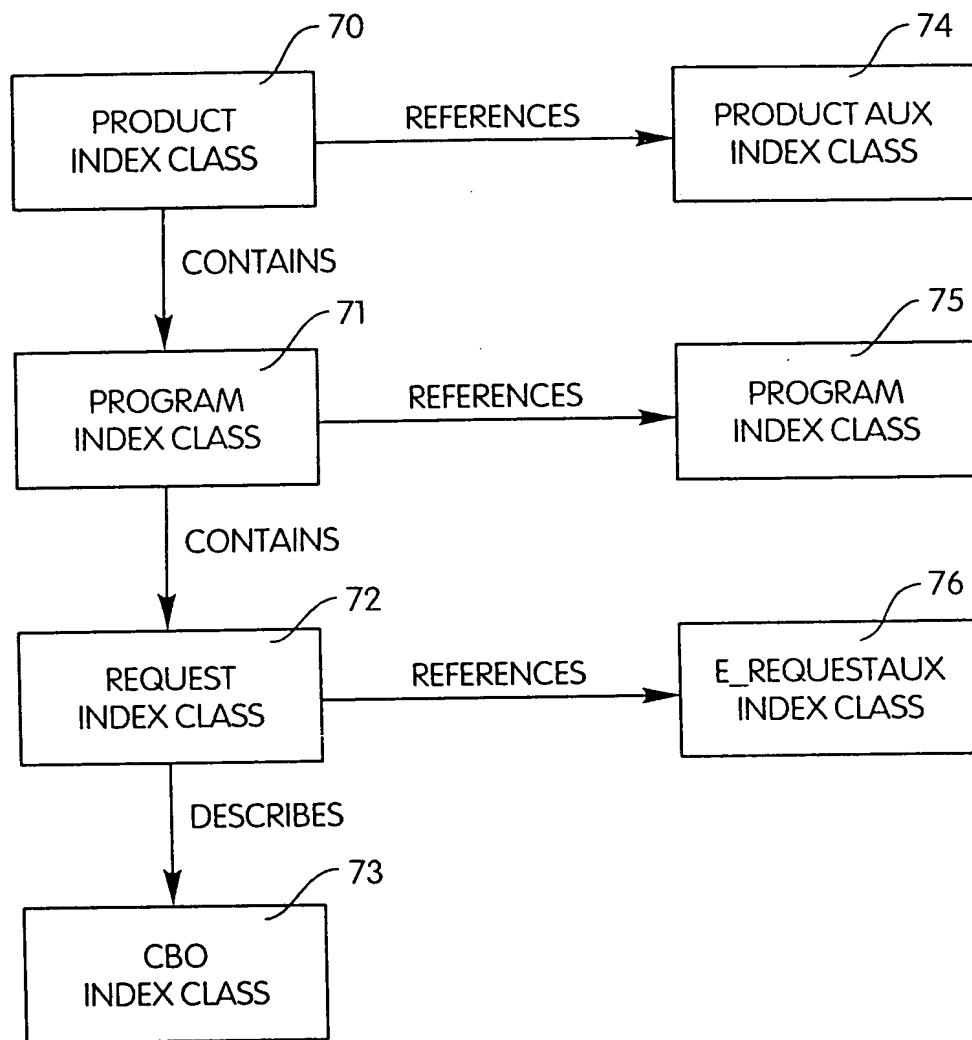 70
74
PRODUCT
INDEX CLASS
REFERENCES
PRODUCT AUX
INDEX CLASS
CONTAINS
71
75
PROGRAM
INDEX CLASS
REFERENCES
PROGRAM
INDEX CLASS
CONTAINS
72
76
REQUEST
INDEX CLASS
REFERENCES
E_REQUESTAUX
INDEX CLASS
DESCRIBES
73
CBO
INDEX CLASS